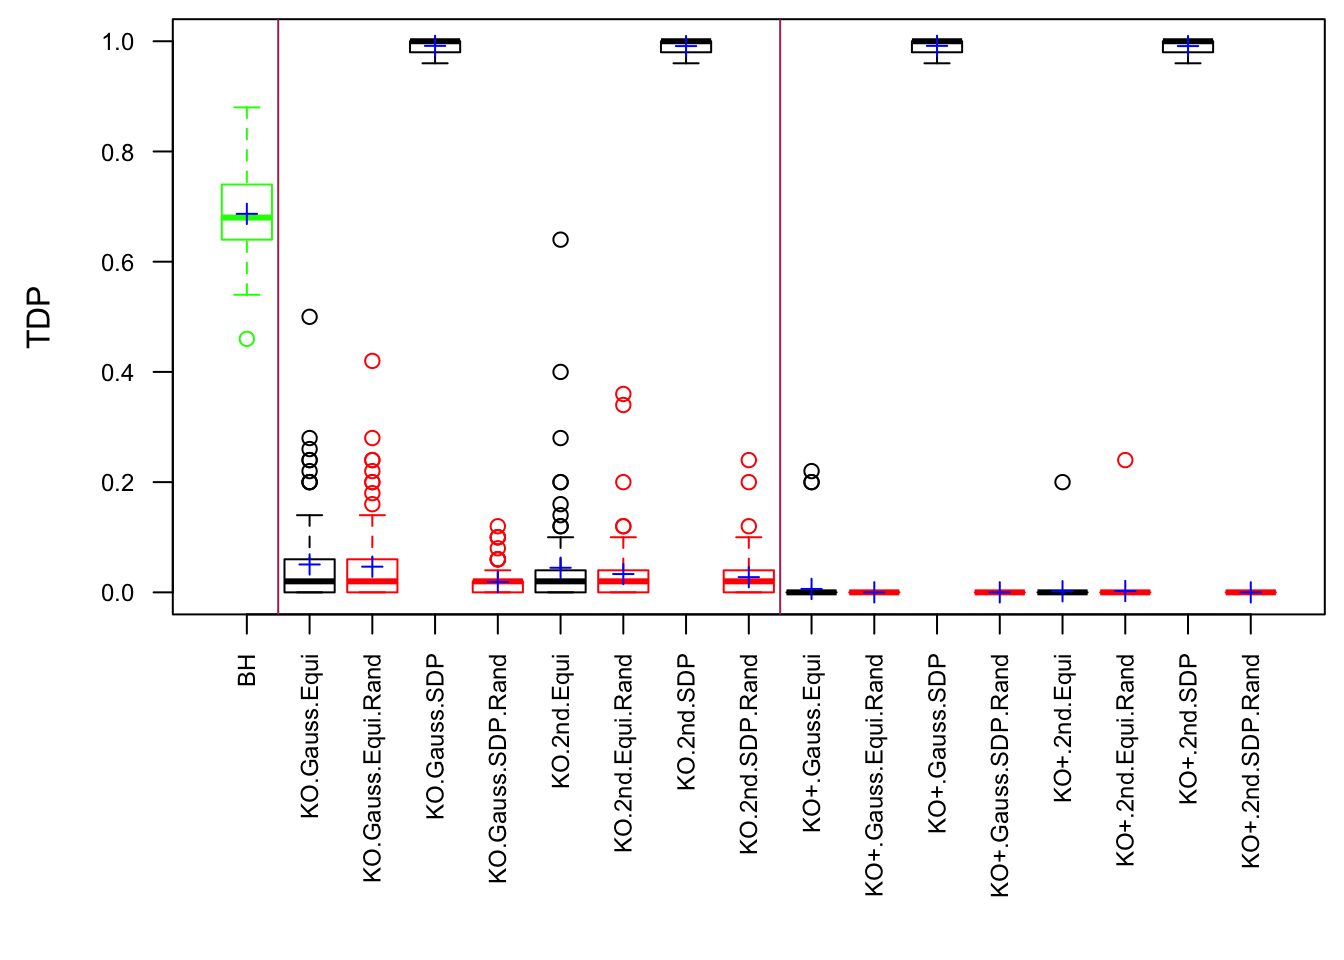 TDP
1.0
0.8
0.6
0.4
0.2
0.0
BH
KO.Gauss.Equi
KO.Gauss.Equi.Rand
KO.Gauss.SDP
KO.Gauss.SDP.Rand
KO.2nd.Equi
KO.2nd.Equi.Rand
KO.2nd.SDP
KO.2nd.SDP.Rand
KO+.Gauss.Equi
KO+.Gauss.Equi.Rand
KO+.Gauss.SDP
KO+.Gauss.SDP.Rand
KO+.2nd.Equi
KO+.2nd.Equi.Rand
KO+.2nd.SDP
KO+.2nd.SDP.Rand